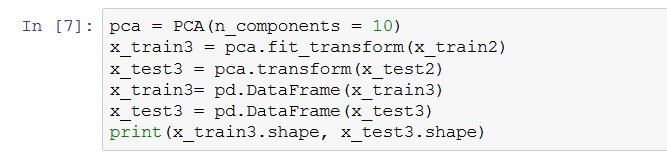 In [7]: pca = PCA(n_components = 10)
x_train3 = pca.fit_transform(x_train2)
x_test3 = pca.transform(x_test2)
x_train3= pd.DataFrame(x_train3)
x_test3 = pd.DataFrame(x_test3)
print(x_train3.shape, x_test3.shape)